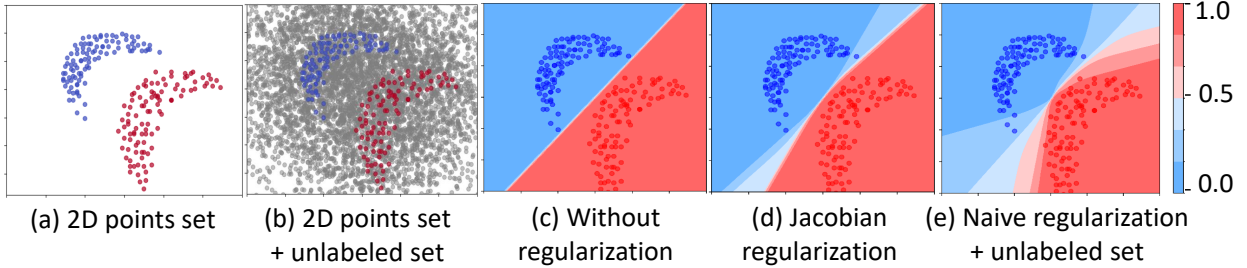 1.0
0.5
0.0
(a) 2D points set
(b) 2D points set
+ unlabeled set
(c) Without
regularization
(d) Jacobian
regularization
(e) Naive regularization
+ unlabeled set